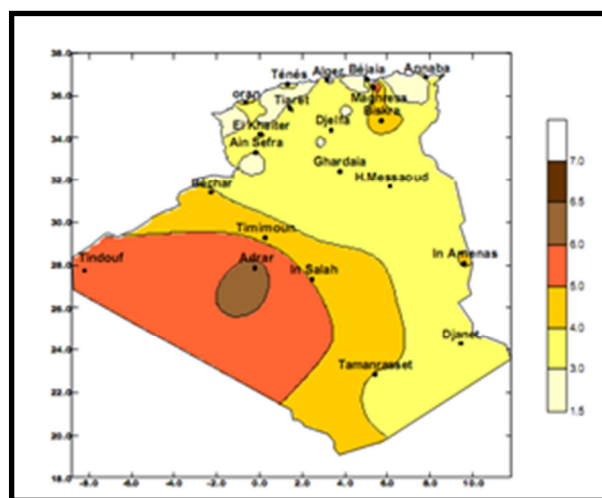 38.0
Ténés Alger Béjaia Annaba
36.0
oran Tiaret Maghress
Biskra
El Kheiter Djelfa
34.0
Ain Sefra
Ghardaia
32.0
Béchar H.Messaoud
30.0
Timimoun
28.0
Tindouf Adrar In Salah In Amenas
26.0
24.0
Djanet
Tamanrasset
22.0
20.0
18.0
-8.0 -6.0 -4.0 -2.0 0.0 2.0 4.0 6.0 8.0 10.0
7.0
6.5
6.0
5.0
4.0
3.0
1.5